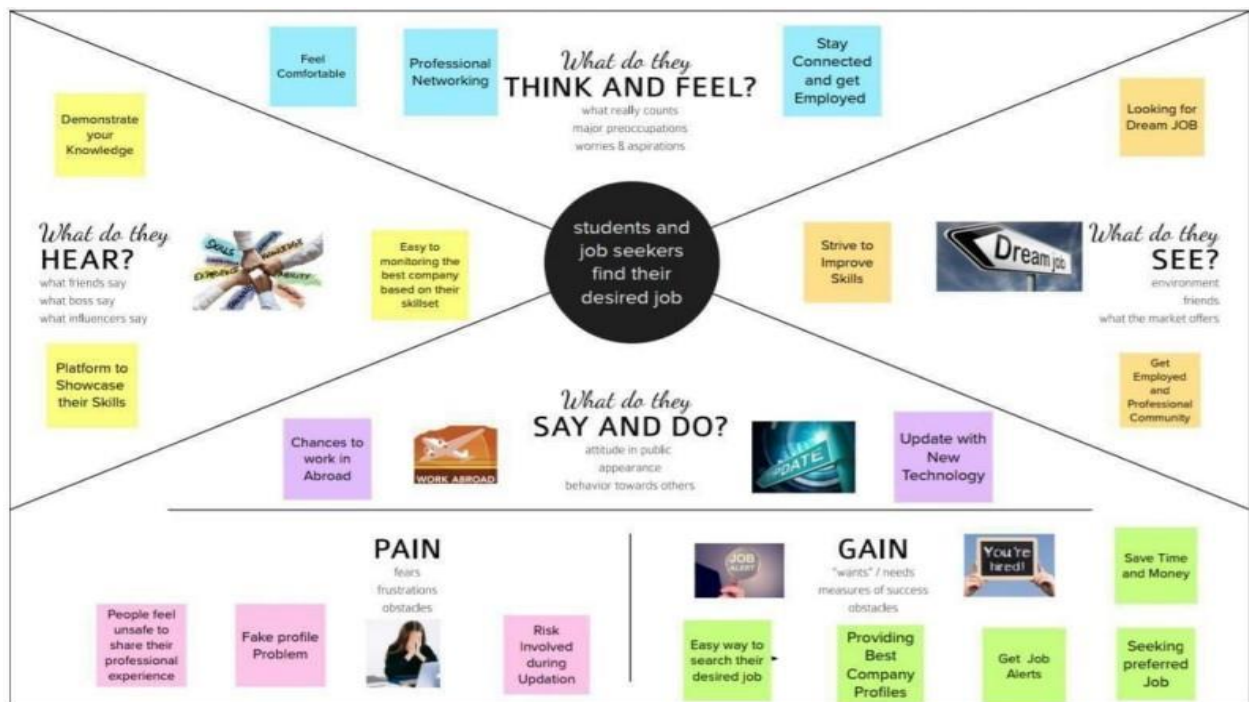 What do they
THINK AND FEEL?
what really counts
major preoccupations
worries & aspirations
Feel
Comfortable
Professional
Networking
Stay
Connected
and get
Employed
Demonstrate
your
Knowledge
What do they
HEAR?
what friends say
what boss say
what influencers say
SKILLS
KNOWLEDGE
ABILITY
Easy to
monitoring the
best company
based on their
skillset
Platform to
Showcase
their Skills
students and
job seekers
find their
desired job
Looking for
Dream JOB
Strive to
Improve
Skills
Dream job
What do they
SEE?
environment
friends
what the market offers
Get
Employed
and
Professional
Community
What do they
SAY AND DO?
attitude in public
appearance
behavior towards others
Chances to
work in
Abroad
WORK ABROAD
UPDATE
Update with
New
Technology
PAIN
fears
frustrations
obstacles
People feel
unsafe to
share their
professional
experience
Fake profile
Problem
Risk
Involved
during
Updation
GAIN
"wants" / needs
measures of success
obstacles
JOB
ALERT
You're
hired!
Save Time
and Money
Easy way to
search their
desired job
Providing
Best
Company
Profiles
Get Job
Alerts
Seeking
preferred
Job